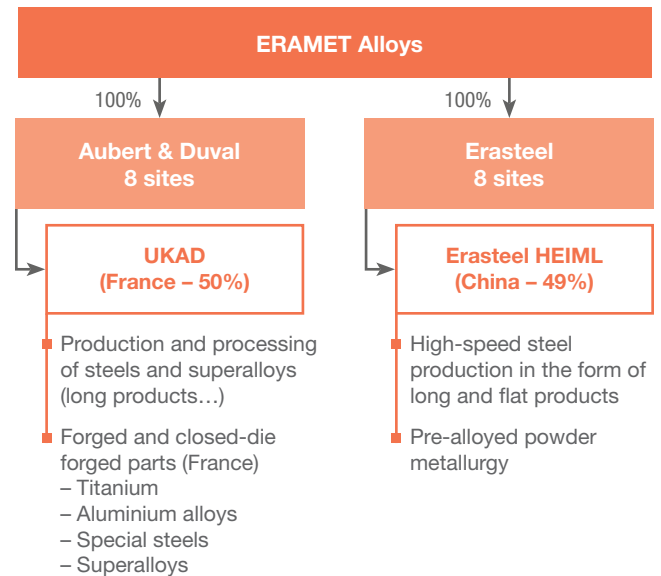 ERAMET Alloys
100%
100%
Aubert & Duval
8 sites
UKAD
(France – 50%)
Production and processing
of steels and superalloys
(long products…)
Forged and closed-die
forged parts (France)
– Titanium
– Aluminium alloys
– Special steels
– Superalloys
Erasteel
8 sites
Erasteel HEIML
(China – 49%)
High-speed steel
production in the form of
long and flat products
Pre-alloyed powder
metallurgy